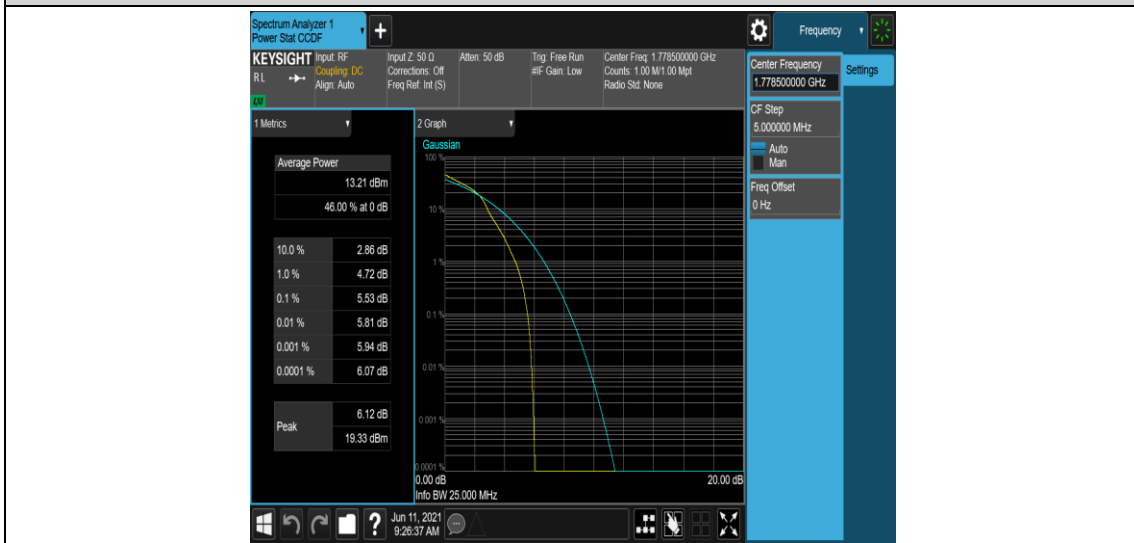 Spectrum Analyzer 1
Power Stat CCDF
+
Frequency
KEYSIGHT
RL
LXI
Input: RF
Coupling: DC
Align: Auto
Input Z: 50 Ω
Corrections: Off
Freq Ref: Int (S)
Atten: 50 dB
Trig: Free Run
#IF Gain: Low
Center Freq: 1.778500000 GHz
Counts: 1.00 M/1.00 Mpt
Radio Std: None
Center Frequency
1.778500000 GHz
Settings
CF Step
5.000000 MHz
Auto
Man
Freq Offset
0 Hz
1 Metrics
Average Power
13.21 dBm
46.00 % at 0 dB
10.0 % 2.86 dB
1.0 % 4.72 dB
0.1 % 5.53 dB
0.01 % 5.81 dB
0.001 % 5.94 dB
0.0001 % 6.07 dB
Peak
6.12 dB
19.33 dBm
2 Graph
Gaussian
100 %
10 %
1 %
0.1 %
0.01 %
0.001 %
0.0001 %
0.00 dB 20.00 dB
Info BW 25.000 MHz
?
Jun 11, 2021
9:26:37 AM